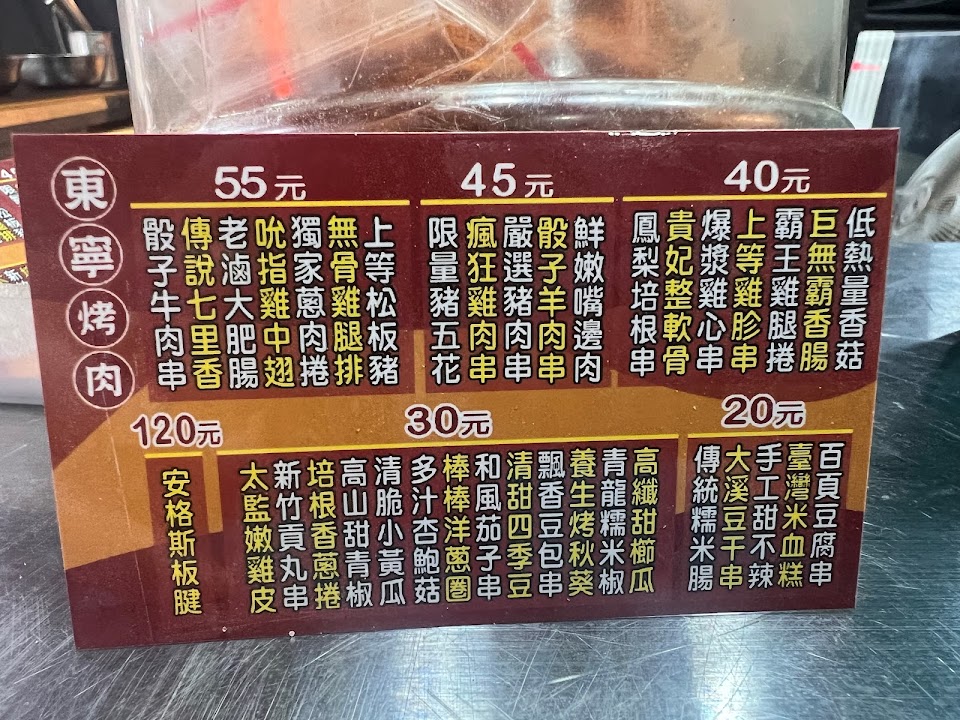 東寧烤肉
55元
骰子牛肉串
傳說七里香
老滷大肥腸
吮指雞中翅
獨家蔥肉捲
無骨雞腿排
上等松板豬
45元
限量豬五花
瘋狂雞肉串
嚴選豬肉串
骰子羊肉串
鮮嫩嘴邊肉
40元
鳳梨培根串
貴妃整軟骨
爆漿雞心串
上等雞胗串
霸王雞腿捲
巨無霸香腸
低熱量香菇
120元
安格斯板腱
30元
太監嫩雞皮
新竹貢丸串
培根香蔥捲
高山甜青椒
清脆小黃瓜
多汁杏鮑菇
棒棒洋蔥圈
和風茄子串
清甜四季豆
飄香豆包串
養生烤秋葵
青龍糯米椒
高纖甜櫛瓜
20元
傳統糯米腸
大溪豆干串
手工甜不辣
臺灣米血糕
百頁豆腐串